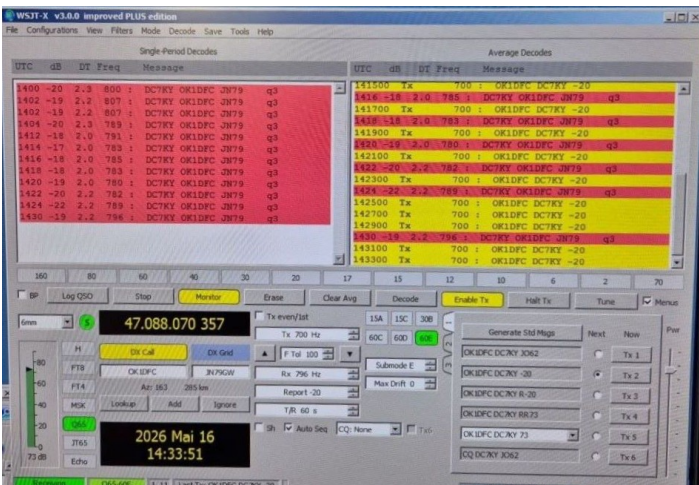 WSJT-X v3.0.0 improved PLUS edition
File Configurations View Filters Mode Decode Save Tools Help
Single-Period Decodes
UTC dB DT Freq Message
1400 -20 2.3 800 : DC7KY OK1DFC JN79 q3
1402 -19 2.2 807 : DC7KY OK1DFC JN79 q3
1402 -19 2.2 807 : DC7KY OK1DFC JN79 q3
1404 -20 2.3 789 : DC7KY OK1DFC JN79 q3
1412 -18 2.0 791 : DC7KY OK1DFC JN79 q3
1414 -17 2.0 783 : DC7KY OK1DFC JN79 q3
1416 -18 2.0 785 : DC7KY OK1DFC JN79 q3
1418 -18 2.0 783 : DC7KY OK1DFC JN79 q3
1420 -19 2.0 780 : DC7KY OK1DFC JN79 q3
1422 -20 2.2 782 : DC7KY OK1DFC JN79 q3
1424 -22 2.2 789 : DC7KY OK1DFC JN79 q3
1430 -19 2.2 796 : DC7KY OK1DFC JN79 q3
Average Decodes
UTC dB DT Freq Message
141500 Tx 700 : OK1DFC DC7KY -20
1416 -18 2.0 785 : DC7KY OK1DFC JN79 q3
141700 Tx 700 : OK1DFC DC7KY -20
1418 -18 2.0 783 : DC7KY OK1DFC JN79 q3
141900 Tx 700 : OK1DFC DC7KY -20
1420 -19 2.0 780 : DC7KY OK1DFC JN79 q3
142100 Tx 700 : OK1DFC DC7KY -20
1422 -20 2.2 782 : DC7KY OK1DFC JN79 q3
142300 Tx 700 : OK1DFC DC7KY -20
1424 -22 2.2 789 : DC7KY OK1DFC JN79 q3
142500 Tx 700 : OK1DFC DC7KY -20
142700 Tx 700 : OK1DFC DC7KY -20
142900 Tx 700 : OK1DFC DC7KY -20
1430 -19 2.2 796 : DC7KY OK1DFC JN79 q3
143100 Tx 700 : OK1DFC DC7KY -20
143300 Tx 700 : OK1DFC DC7KY -20
160 80 60 40 30 20 17 15 12 10 6 2 70
BP Log QSO Stop Monitor Erase Clear Avg Decode Enable Tx Halt Tx Tune Menus
6mm S 47.088.070 357
Tx even/1st
Tx 700 Hz
15A 15C 30B
60C 60D 60E
F Tol 100
Rx 796 Hz
Report -20
T/R 60 s
Submode E
Max Drift 0
Sh Auto Seq CQ: None Tx6
H
FT8
FT4
MSK
Q65
JT65
Echo
DX Call DX Grid
OK1DFC JN79GW
Az: 163 285 km
Lookup Add Ignore
2026 Mai 16
14:33:51
80
60
40
20
0
73 dB
1
2
3
Generate Std Msgs Next Now Pwr
OK1DFC DC7KY JO62 Tx 1
OK1DFC DC7KY -20 Tx 2
OK1DFC DC7KY R-20 Tx 3
OK1DFC DC7KY RR73 Tx 4
OK1DFC DC7KY 73 Tx 5
CQ DC7KY JO62 Tx 6
Receiving Q65-60E Last Tx: OK1DFC DC7KY -20